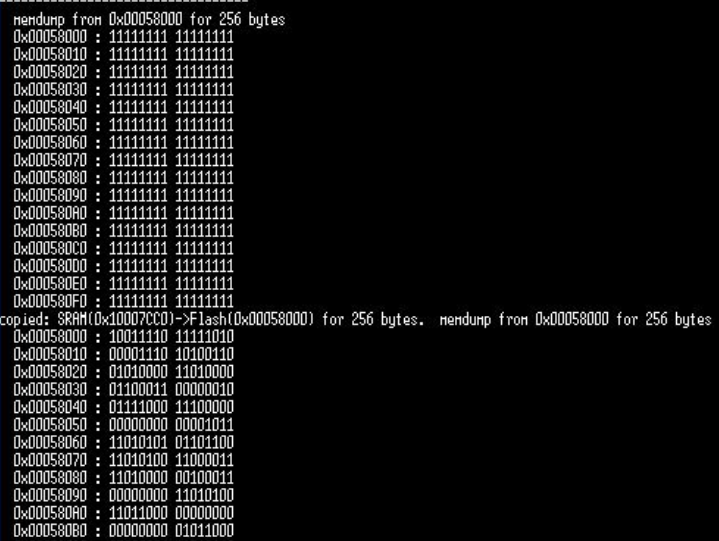 memdump from 0x00058000 for 256 bytes
0x00058000 : 11111111 11111111
0x00058010 : 11111111 11111111
0x00058020 : 11111111 11111111
0x00058030 : 11111111 11111111
0x00058040 : 11111111 11111111
0x00058050 : 11111111 11111111
0x00058060 : 11111111 11111111
0x00058070 : 11111111 11111111
0x00058080 : 11111111 11111111
0x00058090 : 11111111 11111111
0x000580A0 : 11111111 11111111
0x000580B0 : 11111111 11111111
0x000580C0 : 11111111 11111111
0x000580D0 : 11111111 11111111
0x000580E0 : 11111111 11111111
0x000580F0 : 11111111 11111111
copied: SRAM(0x10007CC0)->Flash(0x00058000) for 256 bytes.  memdump from 0x00058000 for 256 bytes
0x00058000 : 10011110 11111010
0x00058010 : 00001110 10100110
0x00058020 : 01010000 11010000
0x00058030 : 01100011 00000010
0x00058040 : 01111000 11100000
0x00058050 : 00000000 00001011
0x00058060 : 11010101 01101100
0x00058070 : 11010100 11000011
0x00058080 : 11010000 00100011
0x00058090 : 00000000 11010100
0x000580A0 : 11011000 00000000
0x000580B0 : 00000000 01011000